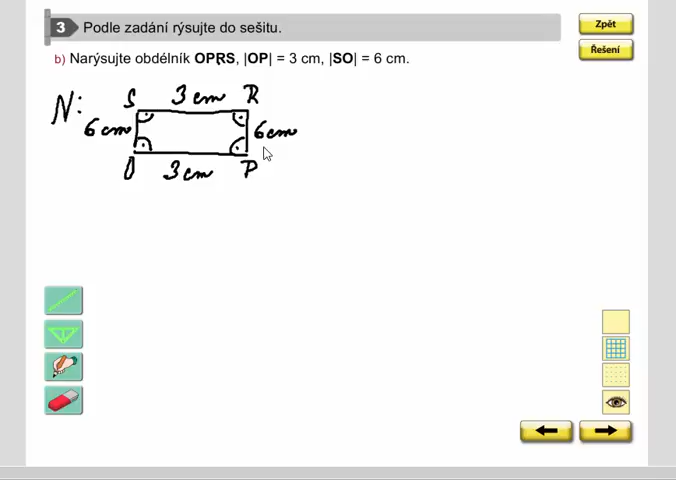 3 Podle zadání rýsujte do sešitu.
Zpět
Řešení
b) Narýsujte obdélník OPRS, |OP| = 3 cm, |SO| = 6 cm.
N:
S 3 cm R
6 cm 6 cm
O 3 cm P